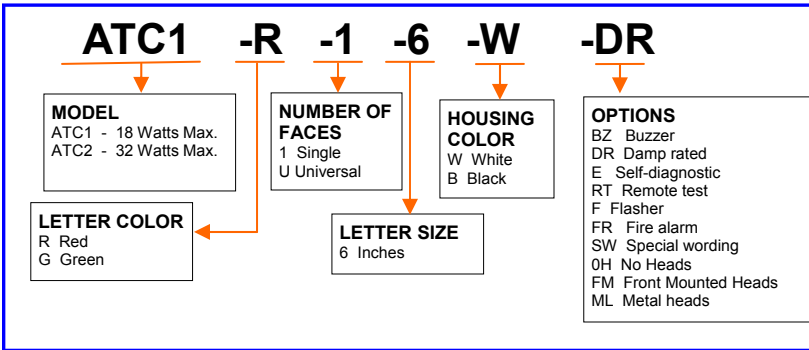 ATC1 -R -1 -6 -W -DR
MODEL
ATC1 - 18 Watts Max.
ATC2 - 32 Watts Max.
NUMBER OF
FACES
1 Single
U Universal
HOUSING
COLOR
W White
B Black
OPTIONS
BZ Buzzer
DR Damp rated
E Self-diagnostic
RT Remote test
F Flasher
FR Fire alarm
SW Special wording
0H No Heads
FM Front Mounted Heads
ML Metal heads
LETTER COLOR
R Red
G Green
LETTER SIZE
6 Inches